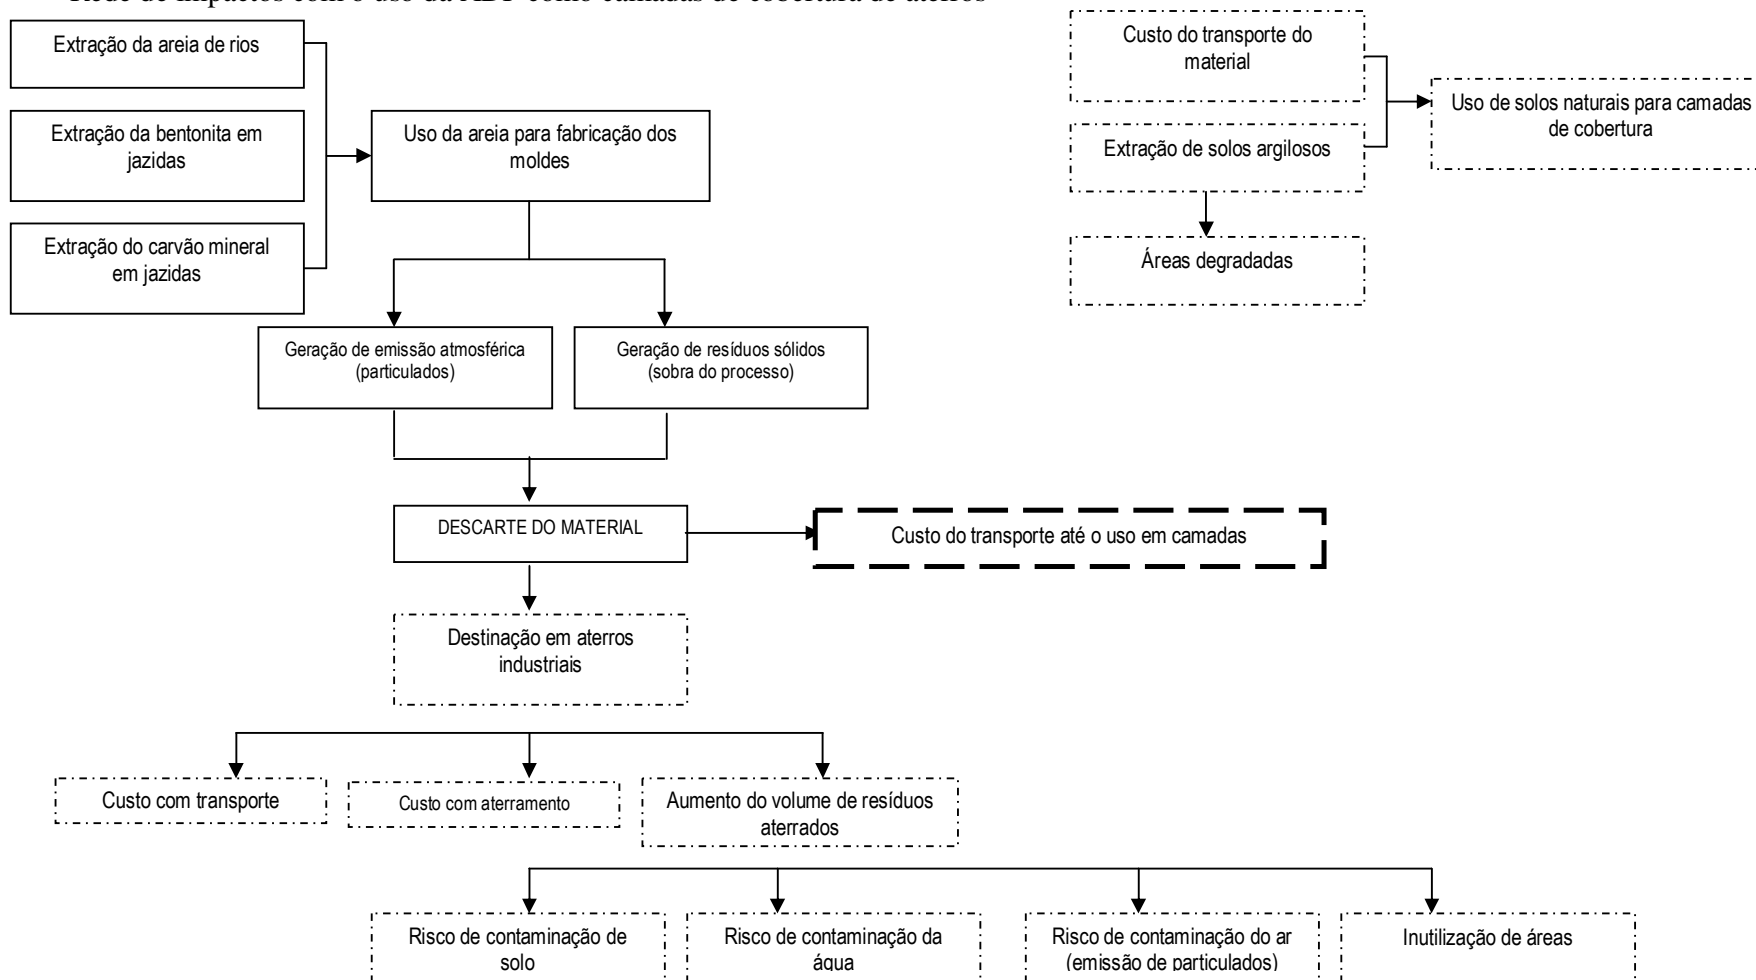 Rede de impactos com o uso da ADF como camadas de cobertura de aterros
Extração da areia de rios
Extração da bentonita em
jazidas
Extração do carvão mineral
em jazidas
Uso da areia para fabricação dos
moldes
Custo do transporte do
material
Extração de solos argilosos
Uso de solos naturais para camadas
de cobertura
Áreas degradadas
Geração de emissão atmosférica
(particulados)
Geração de resíduos sólidos
(sobra do processo)
DESCARTE DO MATERIAL
Custo do transporte até o uso em camadas
Destinação em aterros
industriais
Custo com transporte
Custo com aterramento
Aumento do volume de resíduos
aterrados
Risco de contaminação de
solo
Risco de contaminação da
água
Risco de contaminação do ar
(emissão de particulados)
Inutilização de áreas